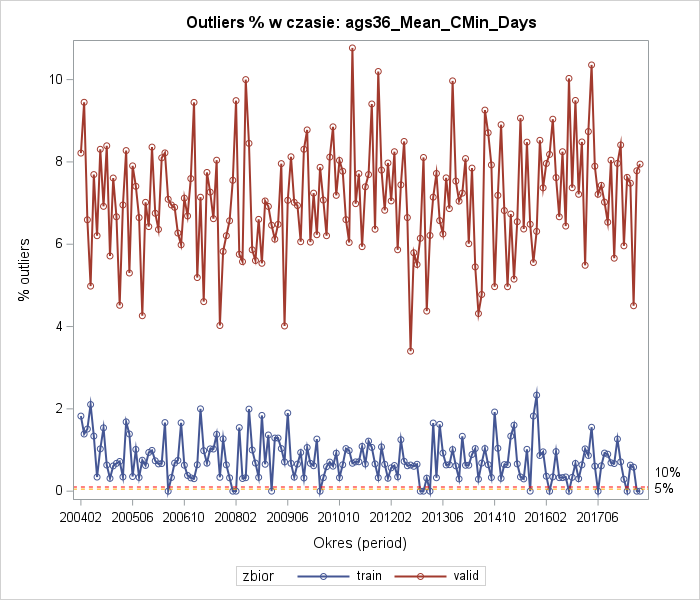 Outliers % w czasie: ags36_Mean_CMin_Days
% outliers
10
8
6
4
2
0
10%
5%
200402 200506 200610 200802 200906 201010 201202 201306 201410 201602 201706
Okres (period)
zbior train valid